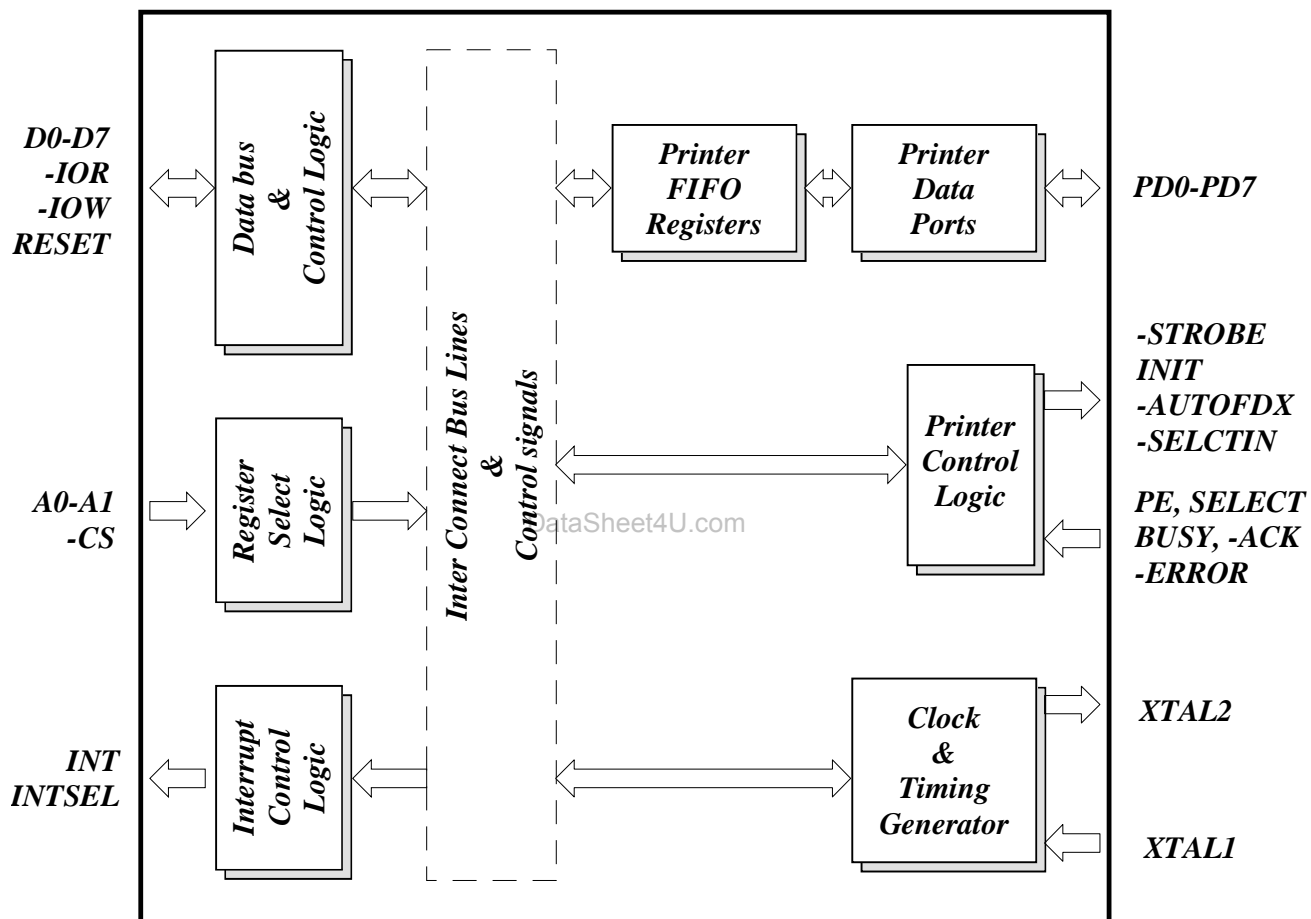 D0-D7
-IOR
-IOW
RESET
Data bus
&
Control Logic
A0-A1
-CS
Register
Select
Logic
INT
INTSEL
Interrupt
Control
Logic
Inter Connect Bus Lines
&
Control signals
DataSheet4U.com
Printer
FIFO
Registers
Printer
Data
Ports
PD0-PD7
Printer
Control
Logic
-STROBE
INIT
-AUTOFDX
-SELCTIN
PE, SELECT
BUSY, -ACK
-ERROR
Clock
&
Timing
Generator
XTAL2
XTAL1